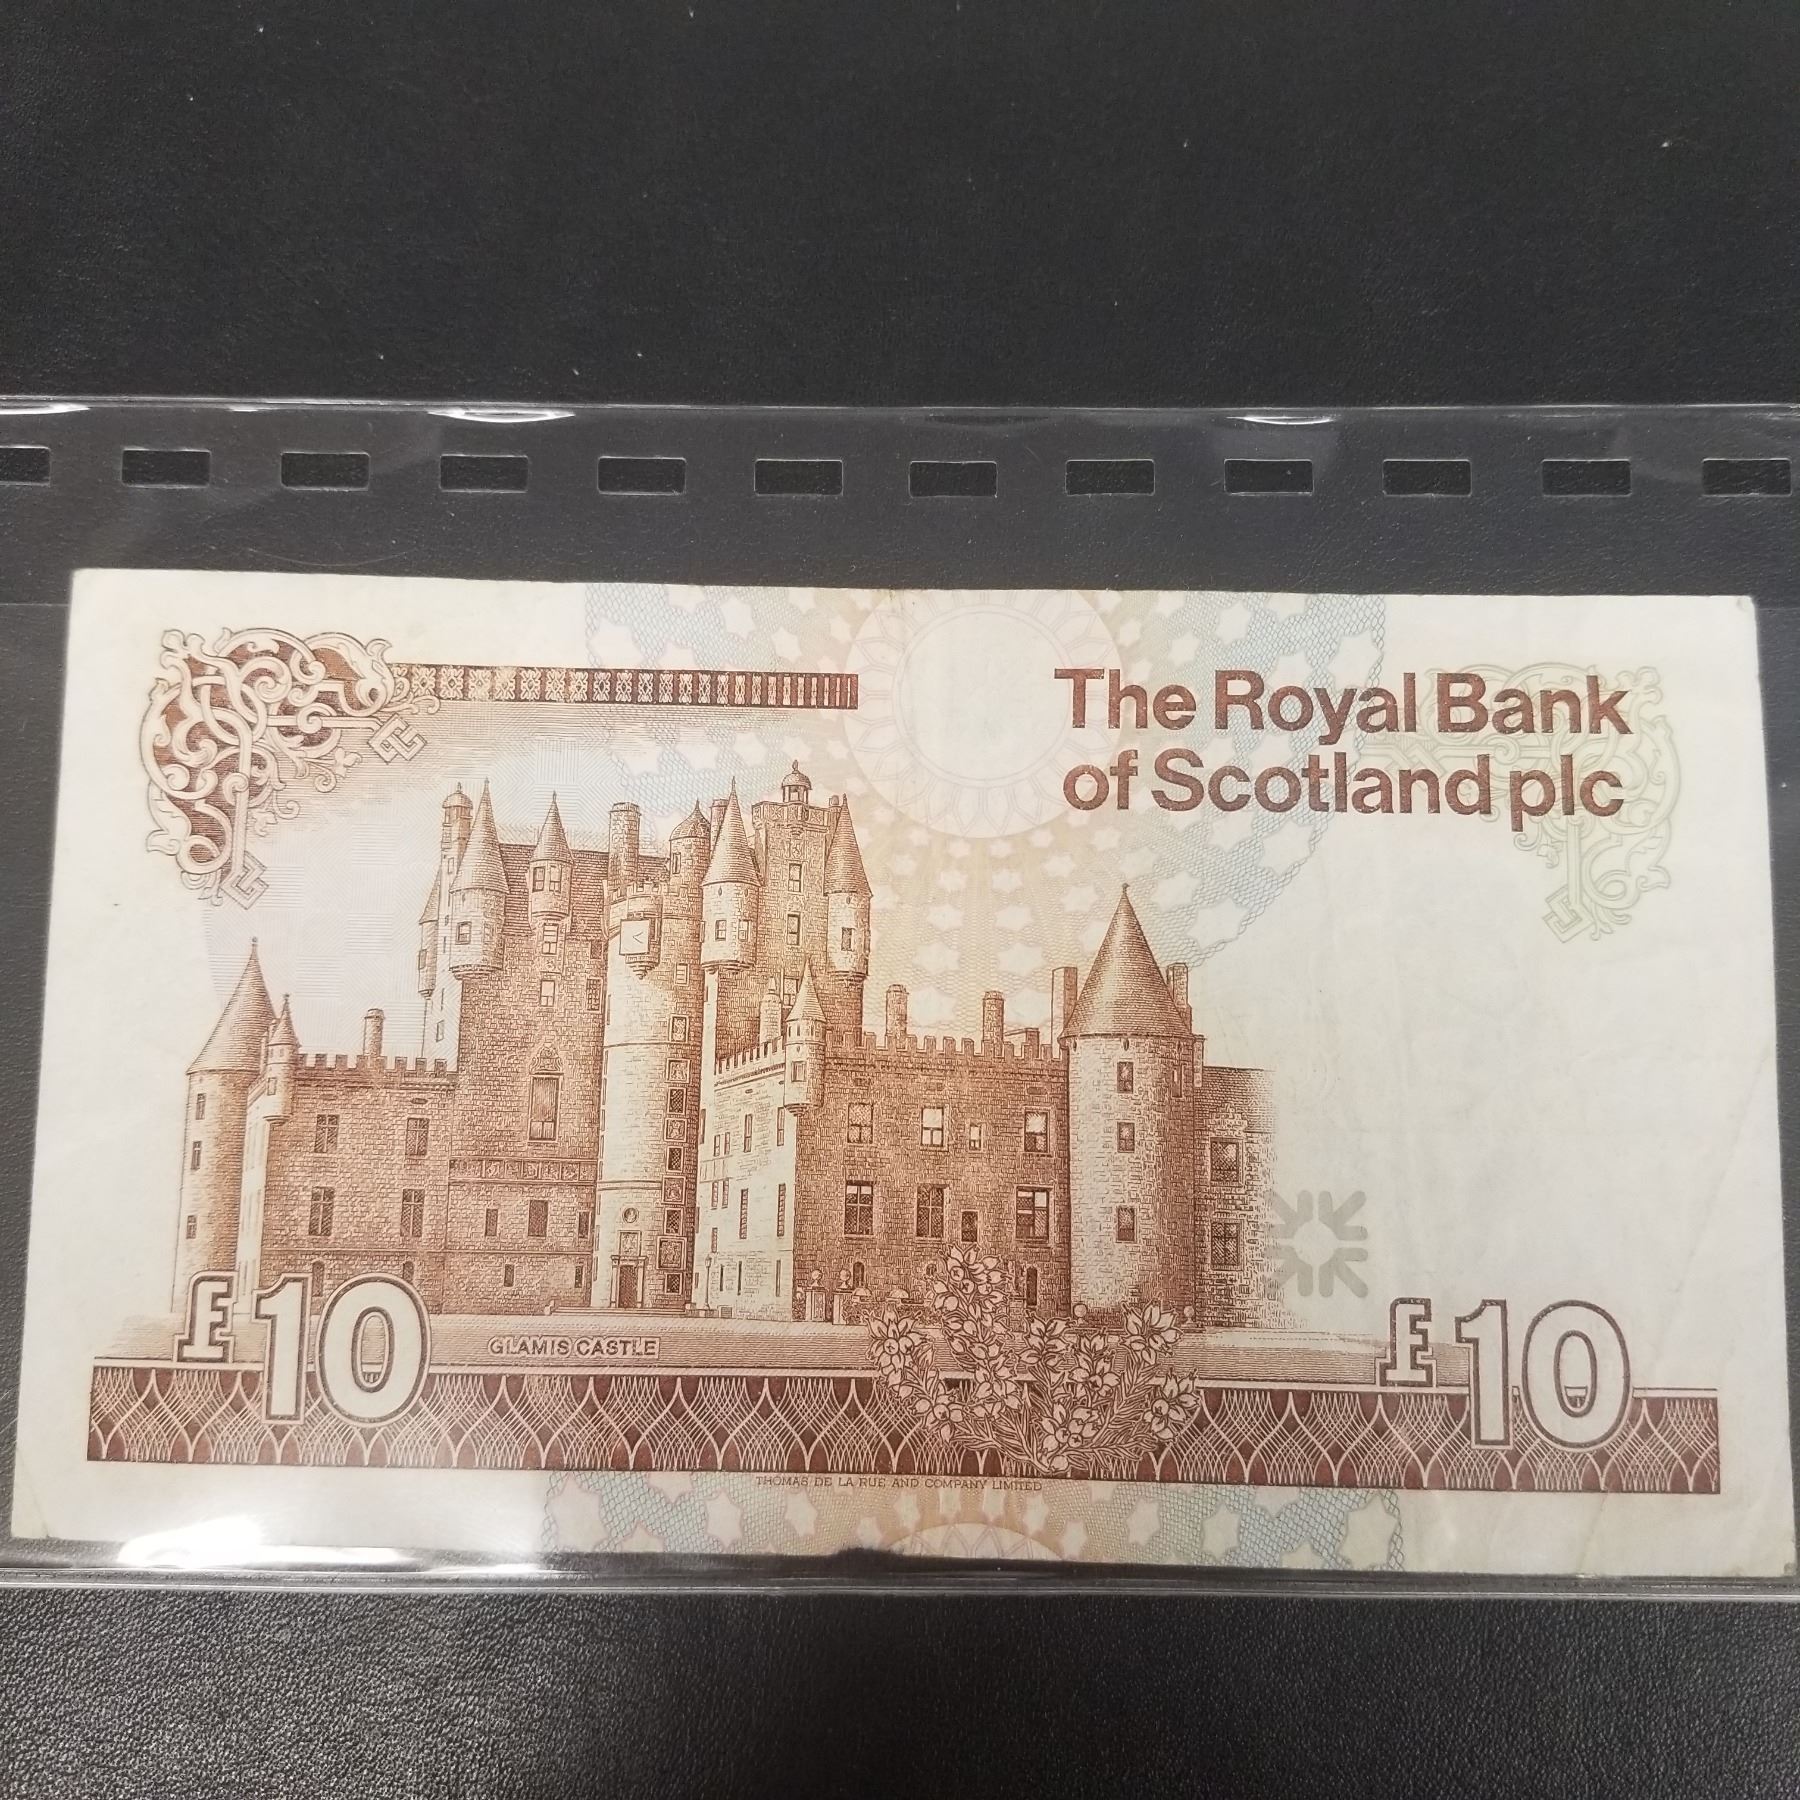 The Royal Bank
of Scotland plc
£10
GLAMIS CASTLE
£10
THOMAS DE LA RUE AND COMPANY LIMITED